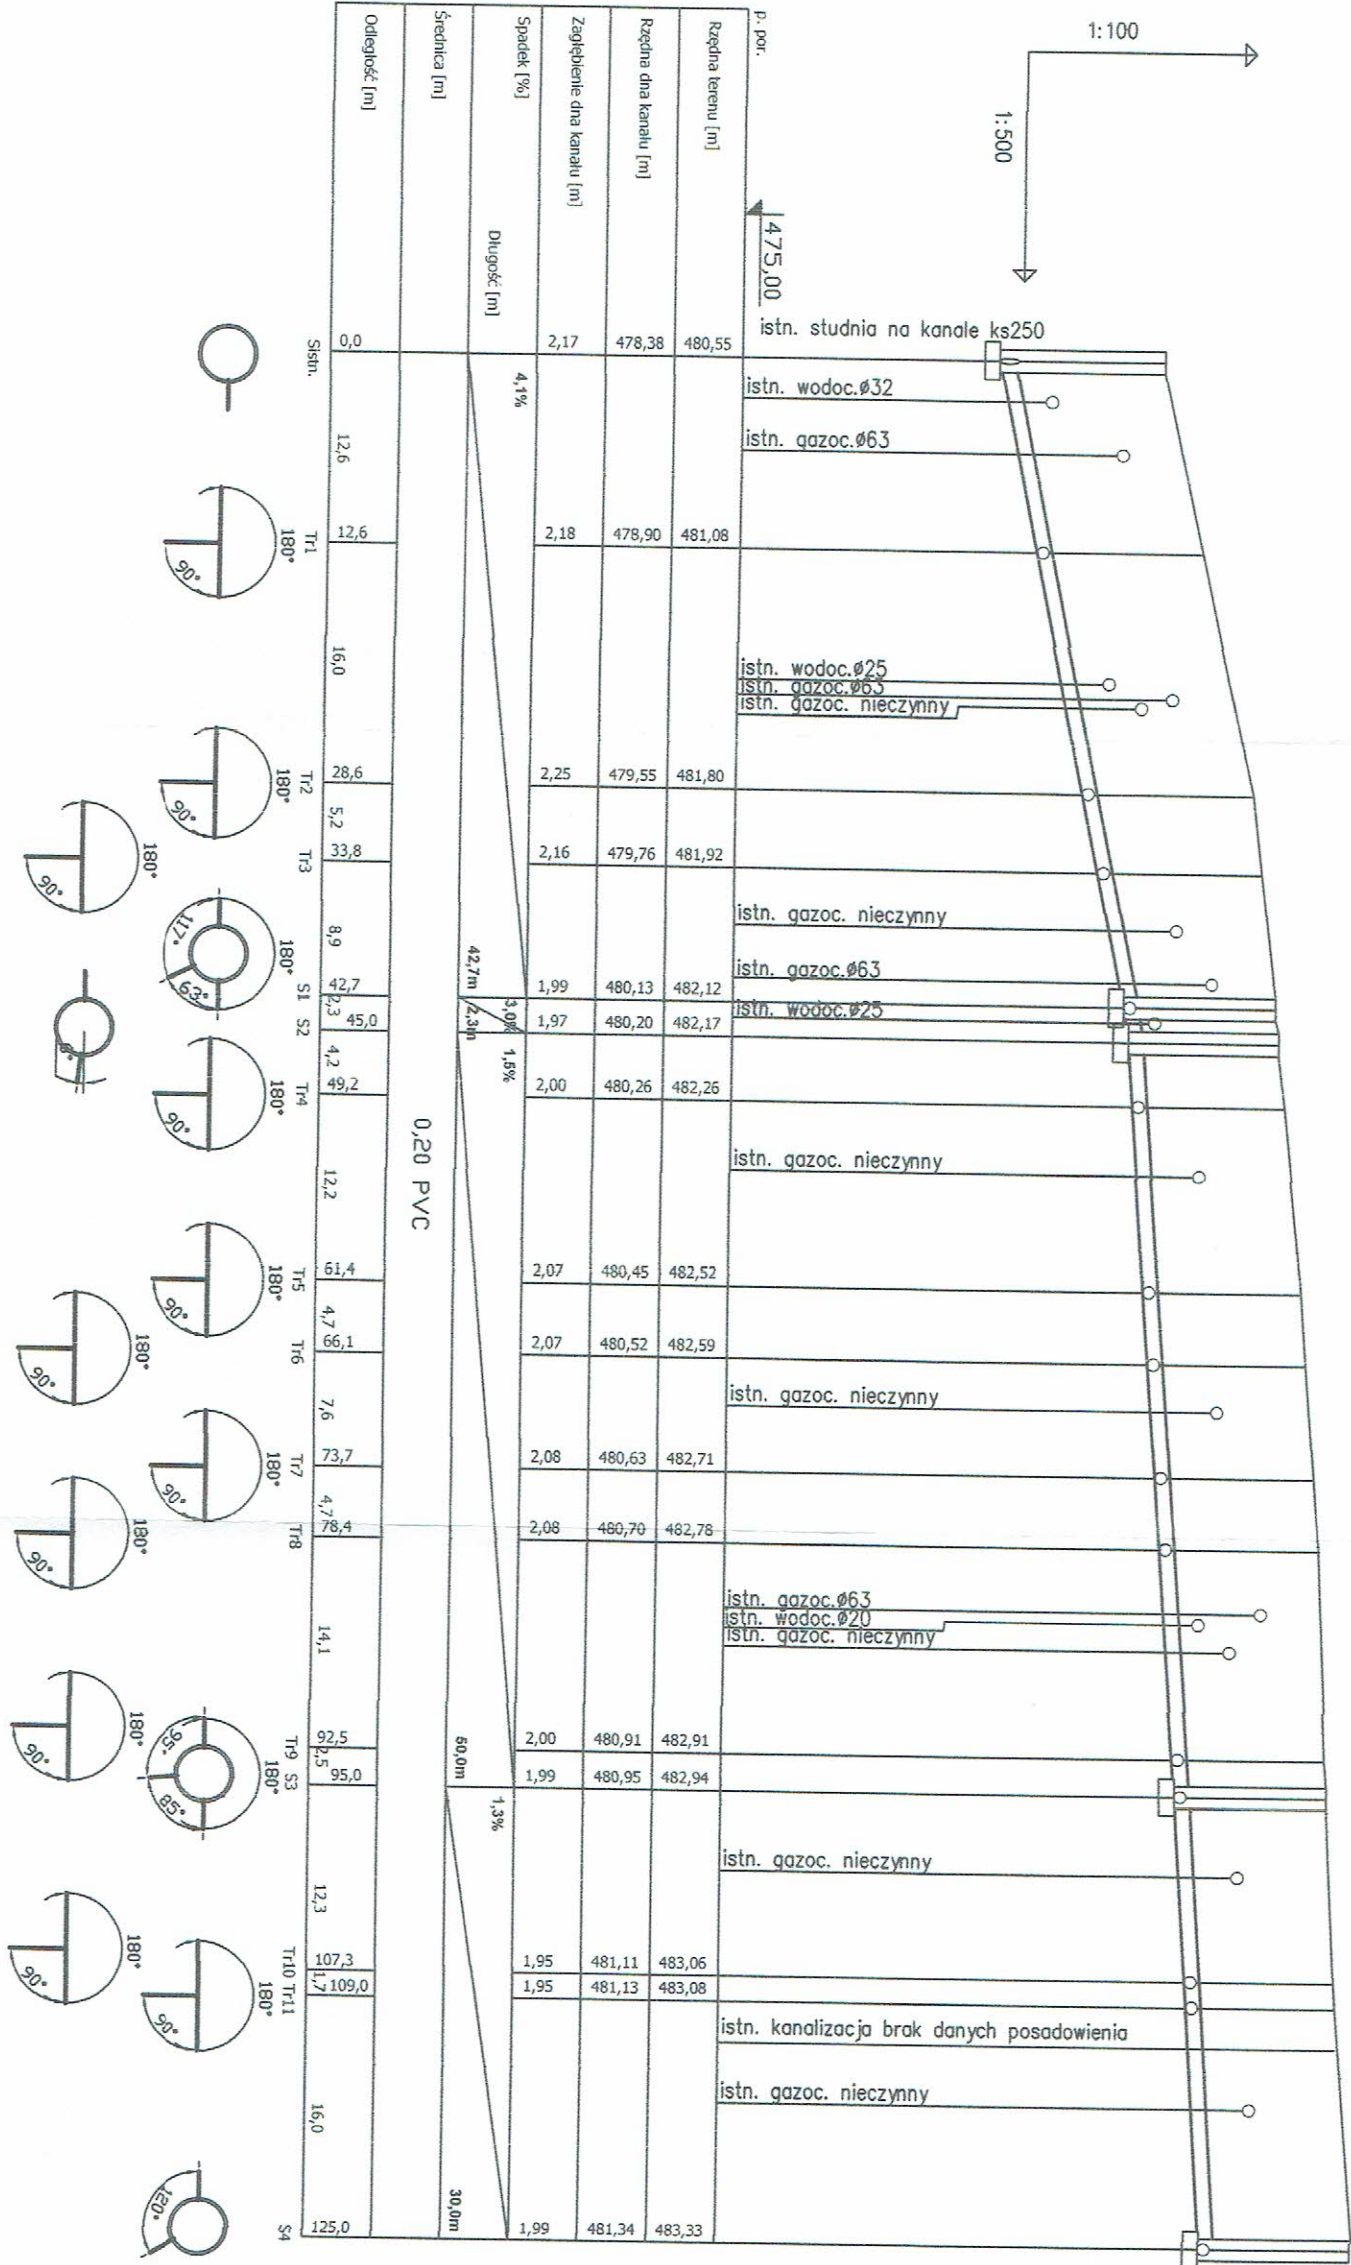 1:100
1:500
475,00
p. por.
istn. studnia na kanale ks250
istn. wodoc.ø32
istn. gazoc.ø63
istn. wodoc.ø25
istn. gazoc.ø63
istn. gazoc. nieczynny
istn. gazoc. nieczynny
istn. gazoc.ø63
istn. wodoc.ø25
istn. gazoc. nieczynny
istn. gazoc. nieczynny
istn. gazoc.ø63
istn. wodoc.ø20
istn. gazoc. nieczynny
istn. gazoc. nieczynny
istn. kanalizacja brak danych posadowienia
istn. gazoc. nieczynny
Rzędna terenu [m] 480,55 481,08 481,80 481,92 482,12 482,17 482,26 482,52 482,59 482,71 482,78 482,91 482,94 483,06 483,08 483,33
Rzędna dna kanału [m] 478,38 478,90 479,55 479,76 480,13 480,20 480,26 480,45 480,52 480,63 480,70 480,91 480,95 481,11 481,13 481,34
Zagłębienie dna kanału [m] 2,17 2,18 2,25 2,16 1,99 1,97 2,00 2,07 2,07 2,08 2,08 2,00 1,99 1,95 1,95 1,99
Spadek [%] 4,1% 3,0% 1,5% 1,3%
Długość [m] 42,7m 2,3m 50,0m 30,0m
Średnica [m] 0,20 PVC
Odległość [m] 0,0 12,6 28,6 33,8 42,7 45,0 49,2 61,4 66,1 73,7 78,4 92,5 95,0 107,3 109,0 125,0
12,6 16,0 5,2 8,9 2,3 4,2 12,2 4,7 7,6 4,7 14,1 2,5 12,3 1,7 16,0
Sistn. Tr1 Tr2 Tr3 S1 S2 Tr4 Tr5 Tr6 Tr7 Tr8 Tr9 S3 Tr10 Tr11 S4
180° 90°
180° 90°
180° 90°
180° 117° 63°
180° 90°
180° 90°
180° 90°
180° 90°
180° 90°
180° 90°
180° 95° 85°
180° 90°
180° 90°
120°